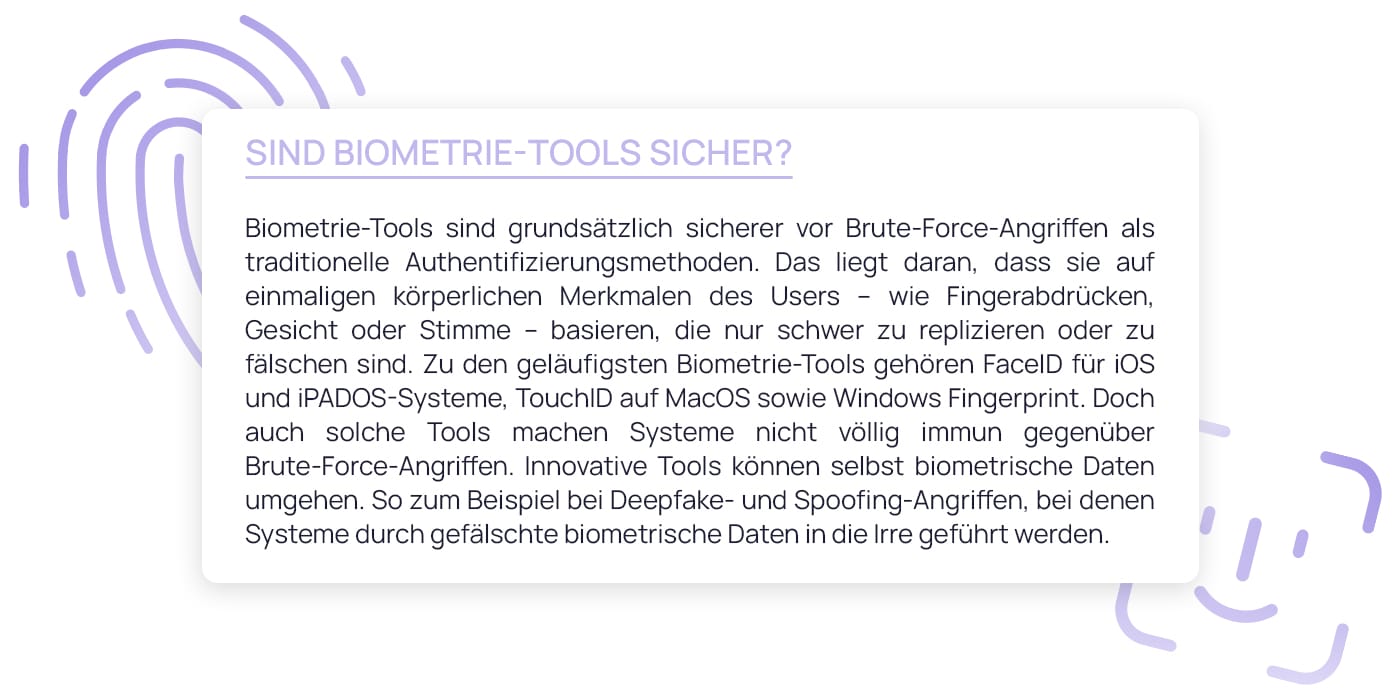 SIND BIOMETRIE-TOOLS SICHER?
Biometrie-Tools sind grundsätzlich sicherer vor Brute-Force-Angriffen als
traditionelle Authentifizierungsmethoden. Das liegt daran, dass sie auf
einmaligen körperlichen Merkmalen des Users – wie Fingerabdrücken,
Gesicht oder Stimme – basieren, die nur schwer zu replizieren oder zu
fälschen sind. Zu den geläufigsten Biometrie-Tools gehören FaceID für iOS
und iPADOS-Systeme, TouchID auf MacOS sowie Windows Fingerprint. Doch
auch solche Tools machen Systeme nicht völlig immun gegenüber
Brute-Force-Angriffen. Innovative Tools können selbst biometrische Daten
umgehen. So zum Beispiel bei Deepfake- und Spoofing-Angriffen, bei denen
Systeme durch gefälschte biometrische Daten in die Irre geführt werden.